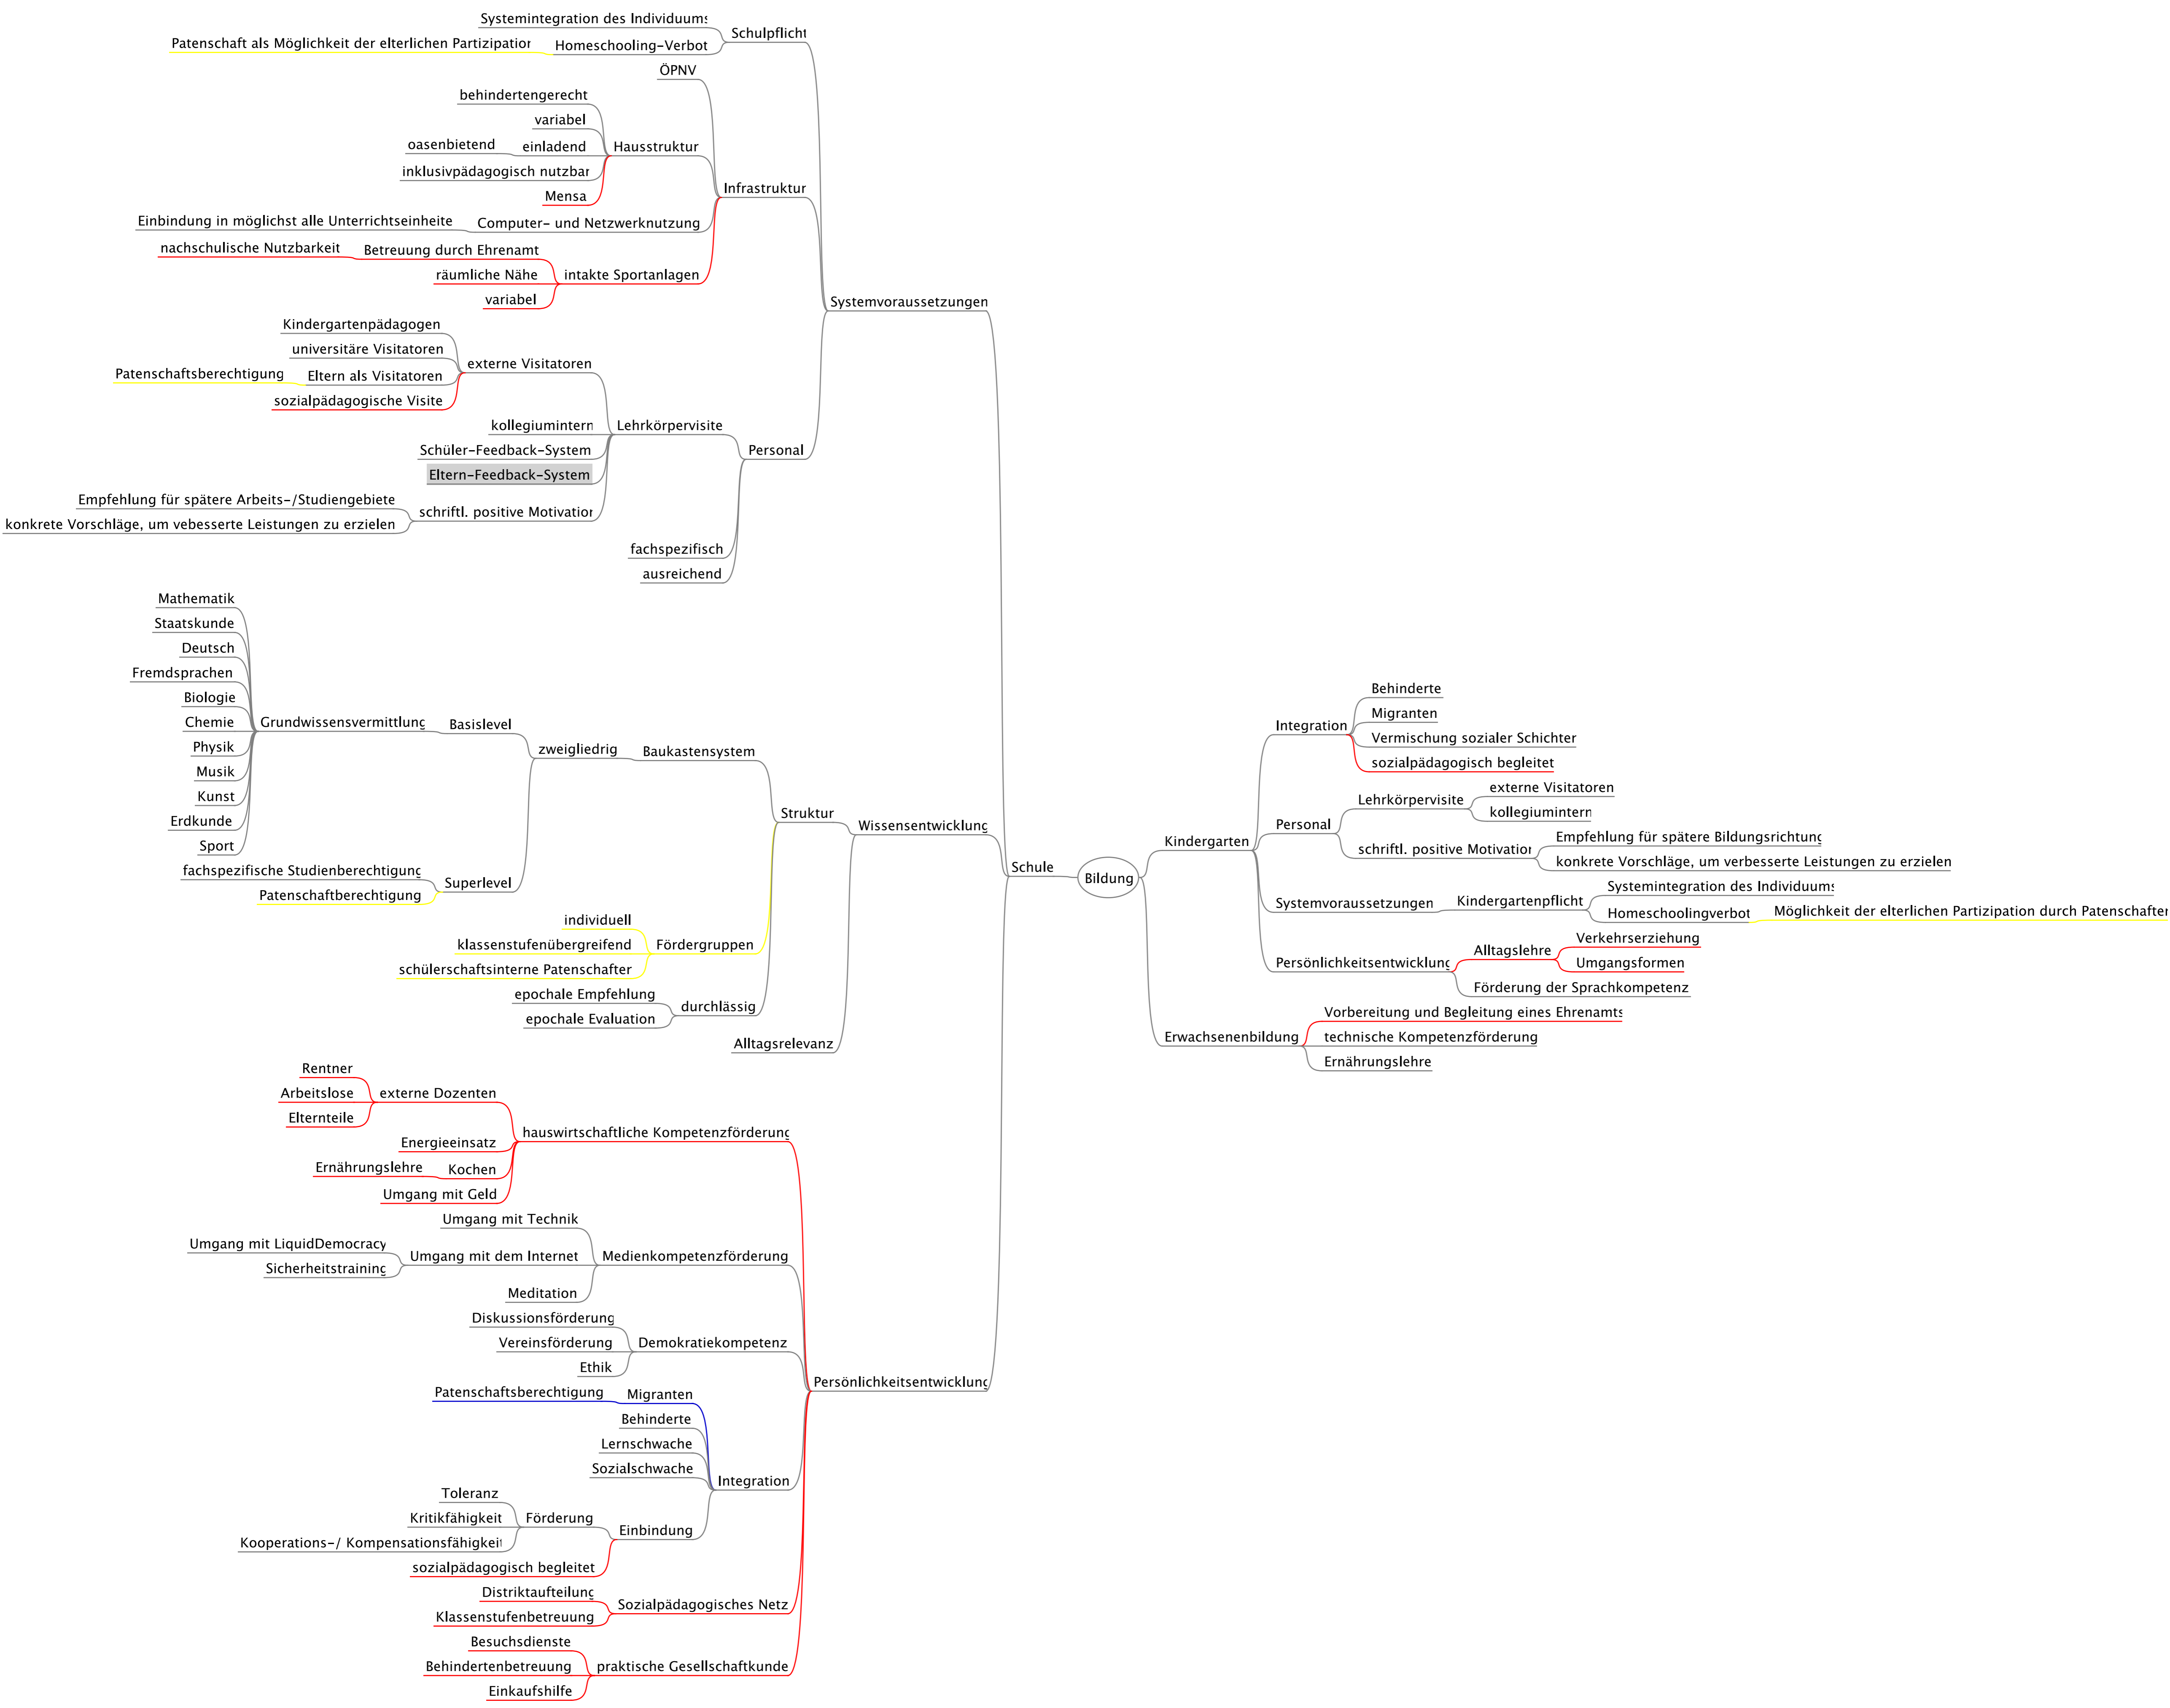 Systemintegration des Individuums
Schulpflicht
Patenschaft als Möglichkeit der elterlichen Partizipation
Homeschooling-Verbot
ÖPNV
behindertengerecht
variabel
oasenbietend
einladend
Hausstruktur
inklusivpädagogisch nutzbar
Mensa
Infrastruktur
Einbindung in möglichst alle Unterrichtseinheite
Computer- und Netzwerknutzung
nachschulische Nutzbarkeit
Betreuung durch Ehrenamt
räumliche Nähe
intakte Sportanlagen
variabel
Systemvoraussetzungen
Kindergartenpädagogen
universitäre Visitatoren
externe Visitatoren
Patenschaftsberechtigung
Eltern als Visitatoren
sozialpädagogische Visite
kollegiumintern
Lehrkörpervisite
Schüler-Feedback-System
Personal
Eltern-Feedback-System
Empfehlung für spätere Arbeits-/Studiengebiete
schriftl. positive Motivation
konkrete Vorschläge, um vebesserte Leistungen zu erzielen
fachspezifisch
ausreichend
Mathematik
Staatskunde
Deutsch
Fremdsprachen
Biologie
Chemie
Grundwissensvermittlung
Basislevel
Physik
zweigliedrig
Baukastensystem
Musik
Kunst
Erdkunde
Struktur
Wissensentwicklung
Sport
fachspezifische Studienberechtigung
Superlevel
Patenschaftberechtigung
individuell
klassenstufenübergreifend
Fördergruppen
schülerschaftsinterne Patenschaften
epochale Empfehlung
durchlässig
epochale Evaluation
Alltagsrelevanz
Schule
Bildung
Rentner
Arbeitslose
externe Dozenten
Elternteile
hauswirtschaftliche Kompetenzförderung
Energieeinsatz
Ernährungslehre
Kochen
Umgang mit Geld
Umgang mit Technik
Umgang mit LiquidDemocracy
Umgang mit dem Internet
Medienkompetenzförderung
Sicherheitstraining
Meditation
Diskussionsförderung
Vereinsförderung
Demokratiekompetenz
Ethik
Persönlichkeitsentwicklung
Patenschaftsberechtigung
Migranten
Behinderte
Lernschwache
Sozialschwache
Integration
Toleranz
Kritikfähigkeit
Förderung
Einbindung
Kooperations-/ Kompensationsfähigkeit
sozialpädagogisch begleitet
Distriktaufteilung
Sozialpädagogisches Netz
Klassenstufenbetreuung
Besuchsdienste
Behindertenbetreuung
praktische Gesellschaftkunde
Einkaufshilfe
Behinderte
Migranten
Integration
Vermischung sozialer Schichten
sozialpädagogisch begleitet
externe Visitatoren
Lehrkörpervisite
kollegiumintern
Personal
Kindergarten
Empfehlung für spätere Bildungsrichtung
schriftl. positive Motivation
konkrete Vorschläge, um verbesserte Leistungen zu erzielen
Systemintegration des Individuums
Systemvoraussetzungen
Kindergartenpflicht
Homeschoolingverbot
Möglichkeit der elterlichen Partizipation durch Patenschaften
Verkehrserziehung
Alltagslehre
Persönlichkeitsentwicklung
Umgangsformen
Förderung der Sprachkompetenz
Vorbereitung und Begleitung eines Ehrenamts
Erwachsenenbildung
technische Kompetenzförderung
Ernährungslehre